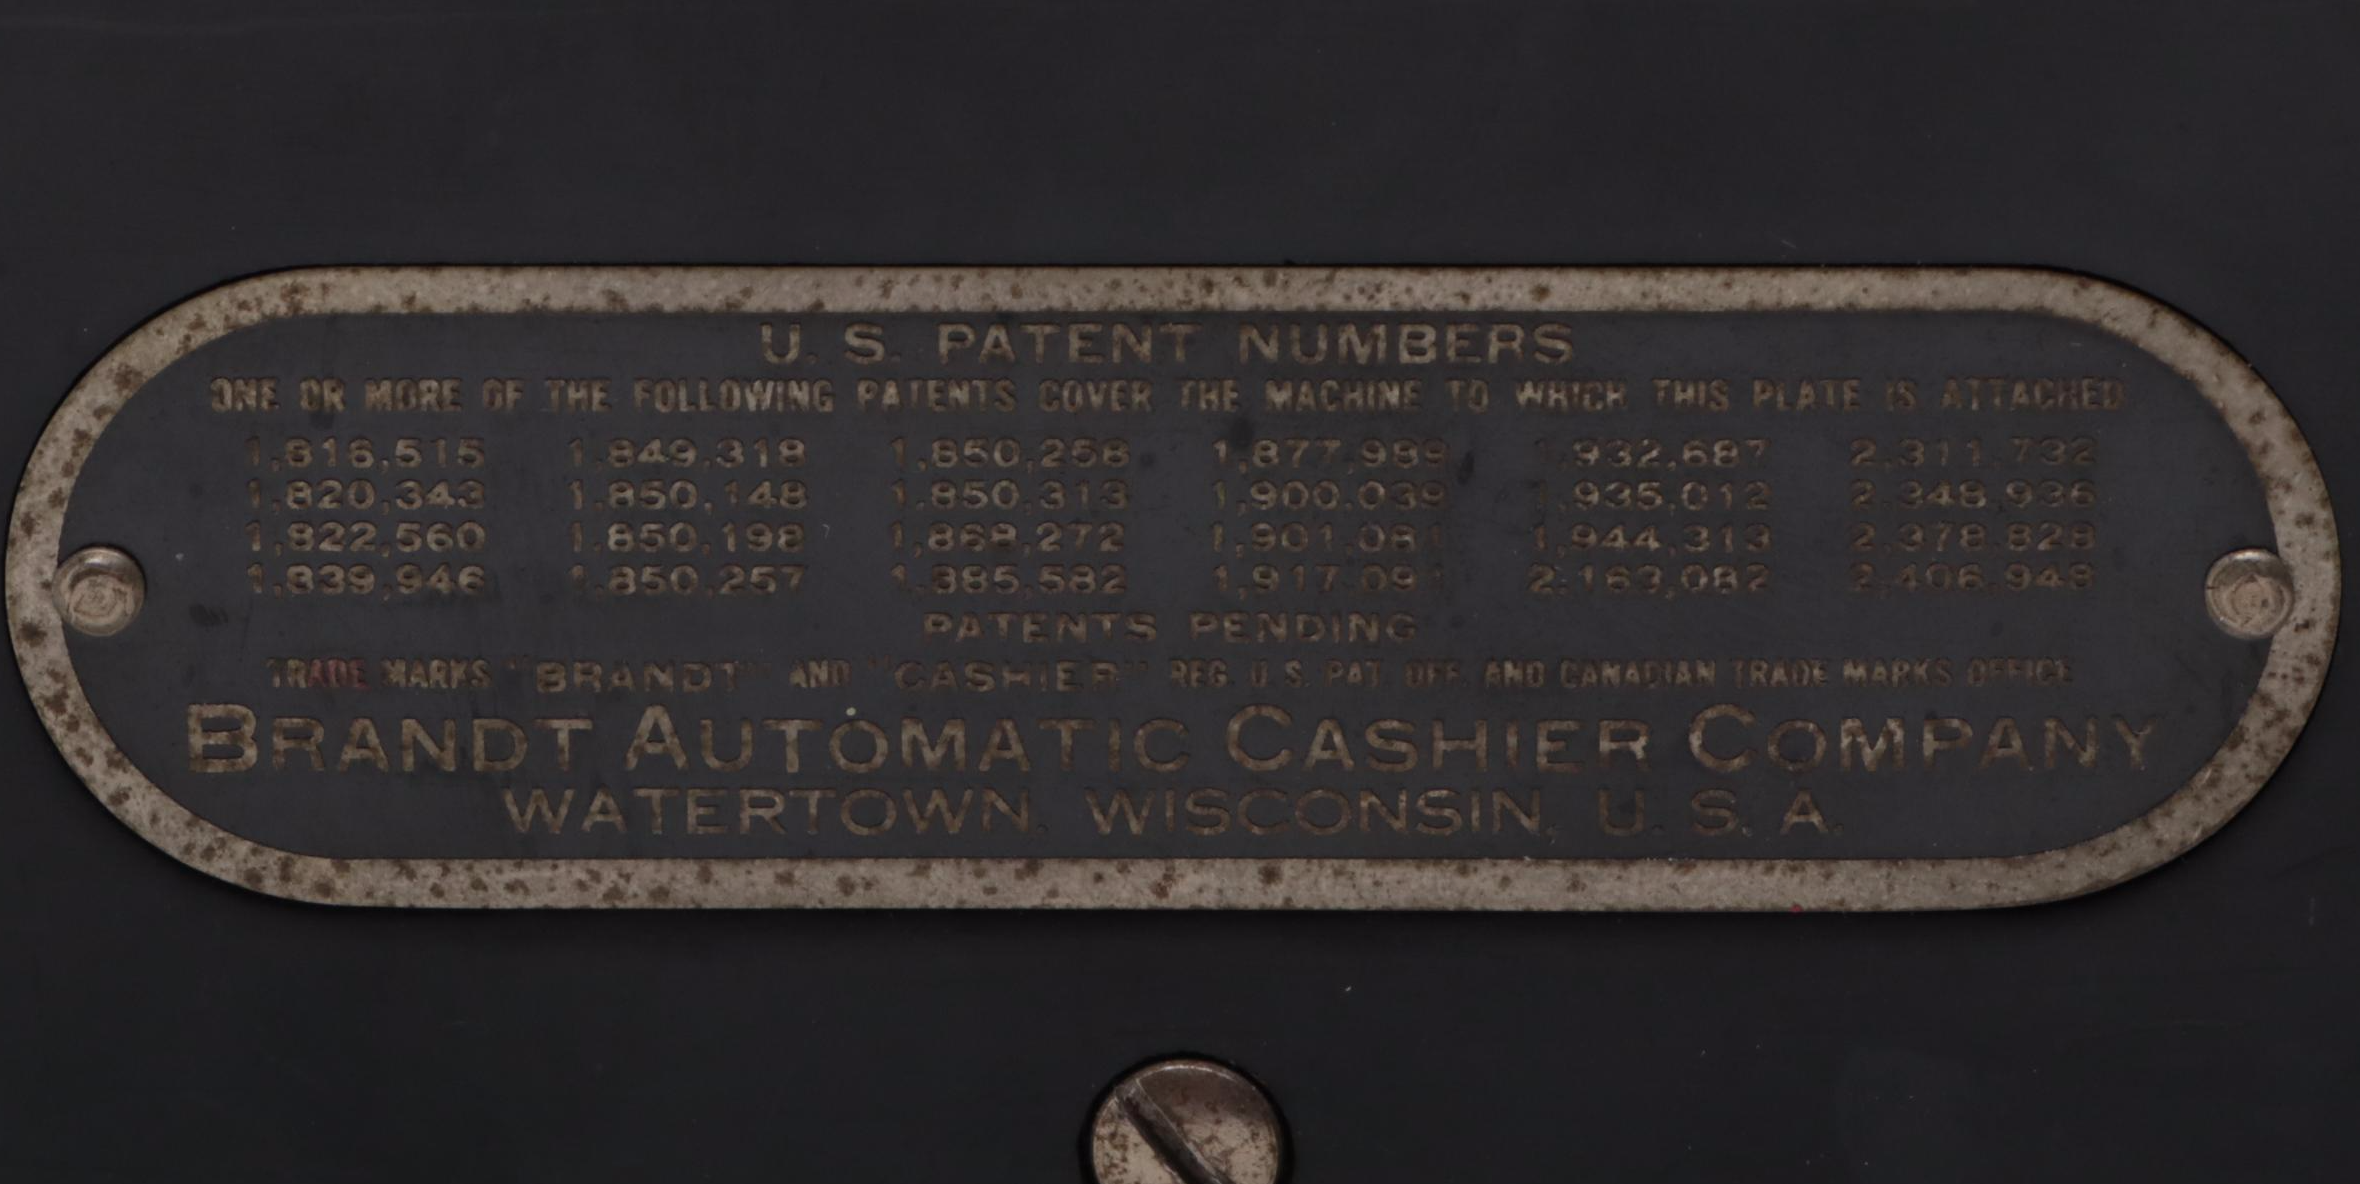 U. S. PATENT NUMBERS
ONE OR MORE OF THE FOLLOWING PATENTS COVER THE MACHINE TO WHICH THIS PLATE IS ATTACHED
1,816,515 1,849,318 1,850,258 1,877,989 1,932,687 2,311,732
1,820,343 1,850,148 1,850,313 1,900,039 1,935,012 2,348,936
1,822,560 1,850,198 1,869,272 1,901,081 1,944,313 2,378,828
1,839,946 1,850,257 1,885,582 1,917,091 2,163,082 2,406,948
PATENTS PENDING
TRADE MARKS "BRANDT" AND "CASHIER" REG. U. S. PAT. OFF. AND CANADIAN TRADE MARKS OFFICE
BRANDT AUTOMATIC CASHIER COMPANY
WATERTOWN, WISCONSIN, U. S. A.